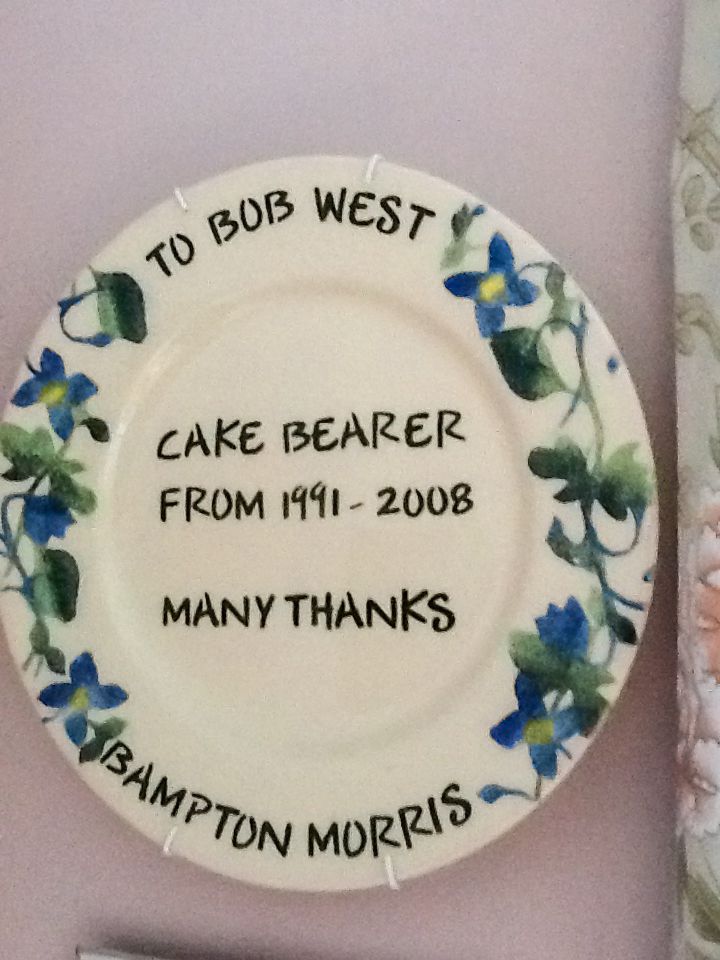 TO BOB WEST
CAKE BEARER
FROM 1991-2008
MANY THANKS
BAMPTON MORRIS